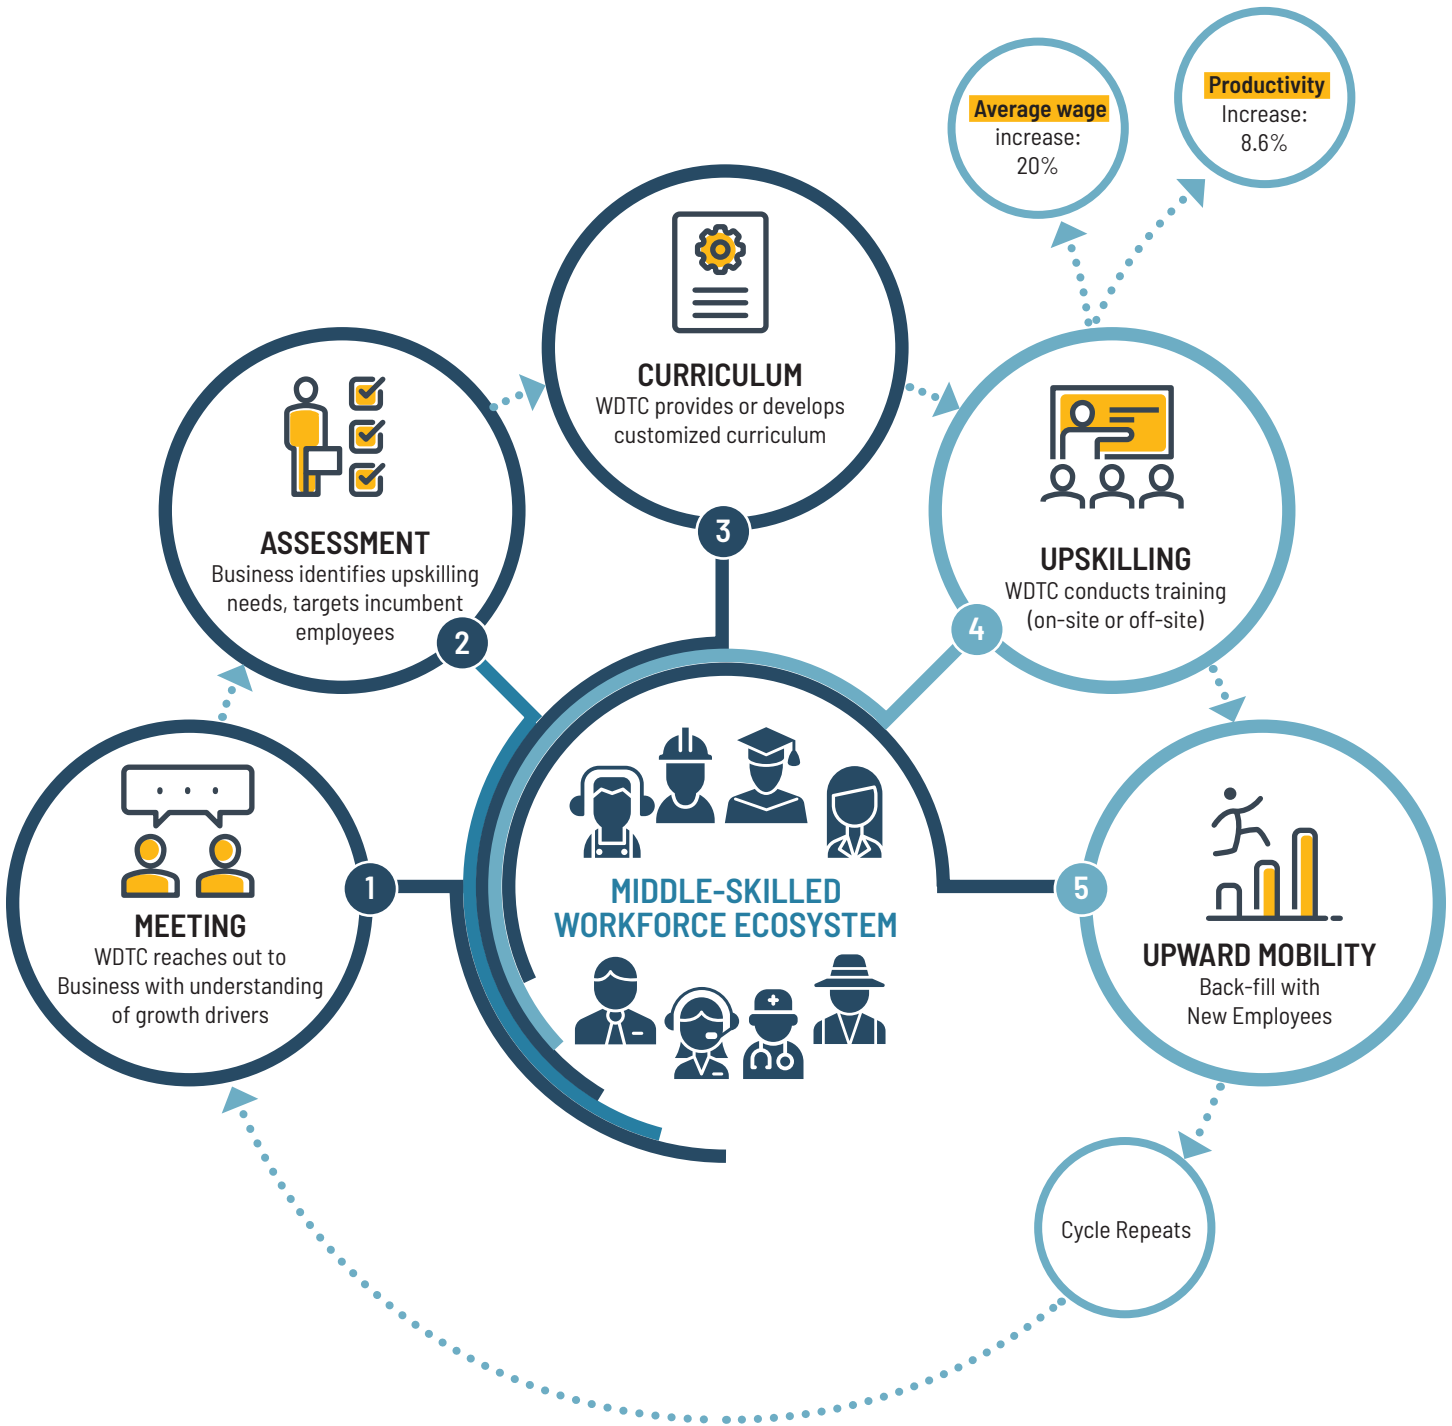 Average wage
increase:
20%
Productivity
Increase:
8.6%
1
MEETING
WDTC reaches out to
Business with understanding
of growth drivers
2
ASSESSMENT
Business identifies upskilling
needs, targets incumbent
employees
3
CURRICULUM
WDTC provides or develops
customized curriculum
4
UPSKILLING
WDTC conducts training
(on-site or off-site)
5
UPWARD MOBILITY
Back-fill with
New Employees
MIDDLE-SKILLED
WORKFORCE ECOSYSTEM
Cycle Repeats